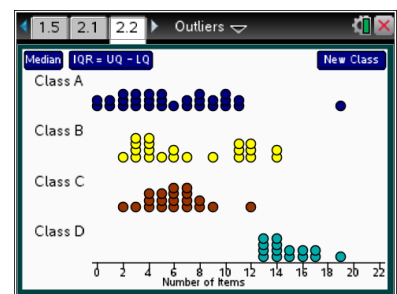 1.5 2.1 2.2 Outliers
Median IQR = UQ - LQ New Class
Class A
Class B
Class C
Class D
0 2 4 6 8 10 12 14 16 18 20 22
Number of Items